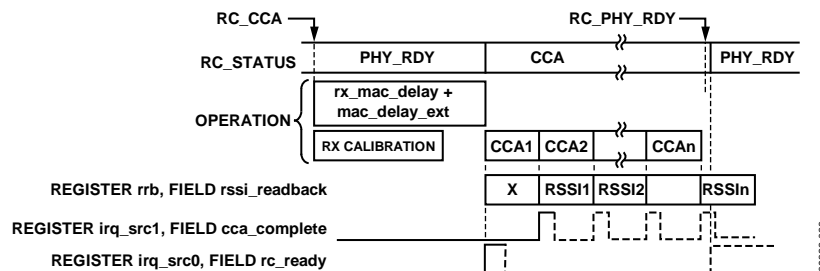 RC_CCA
RC_PHY_RDY
RC_STATUS
PHY_RDY
CCA
PHY_RDY
OPERATION
rx_mac_delay +
mac_delay_ext
RX CALIBRATION
CCA1
CCA2
CCAn
REGISTER rrb, FIELD rssi_readback
X
RSSI1
RSSI2
RSSIn
REGISTER irq_src1, FIELD cca_complete
REGISTER irq_src0, FIELD rc_ready